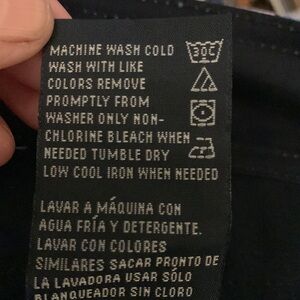 MACHINE WASH COLD
30C
WASH WITH LIKE
COLORS REMOVE
PROMPTLY FROM
WASHER ONLY NON-
CHLORINE BLEACH WHEN
NEEDED TUMBLE DRY
LOW COOL IRON WHEN NEEDED
LAVAR A MÁQUINA CON
AGUA FRÍA Y DETERGENTE.
LAVAR CON COLORES
SIMILARES SACAR PRONTO DE
LA LAVADORA USAR SÓLO
BLANQUEADOR SIN CLORO